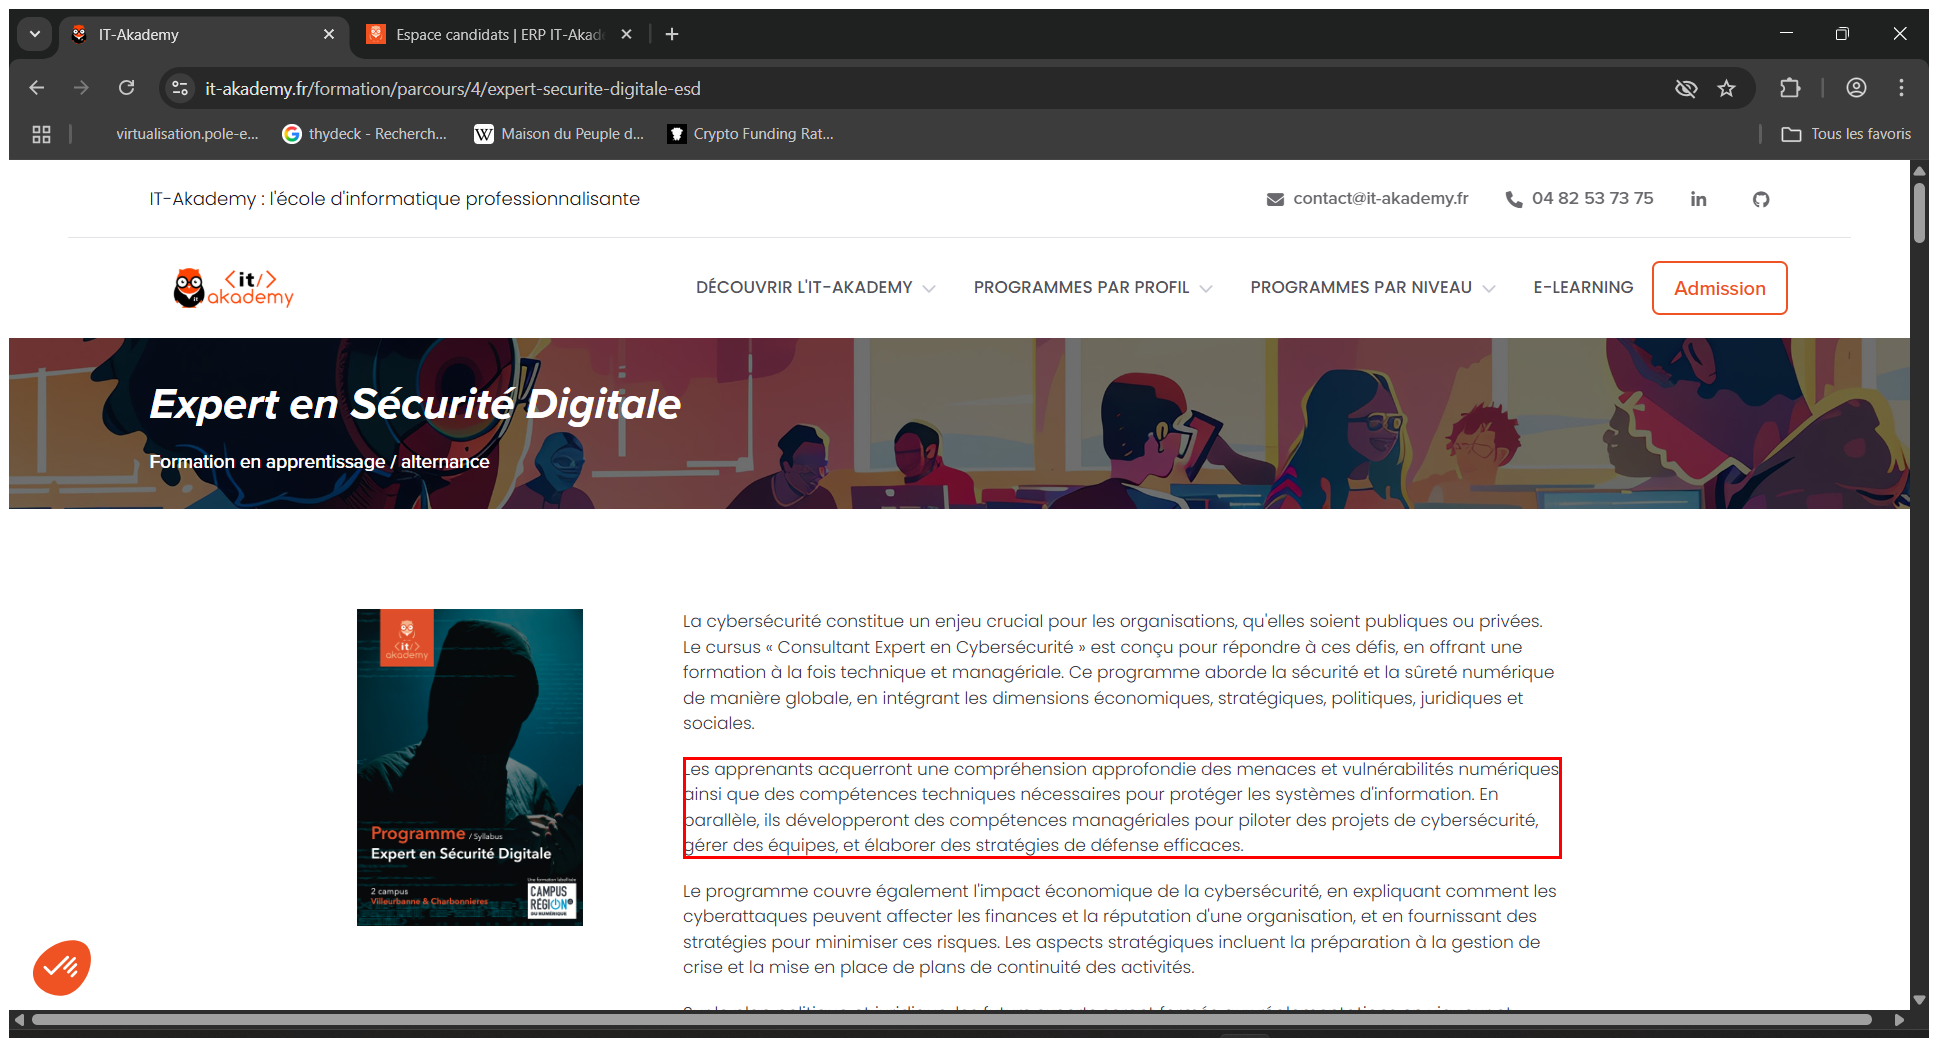 IT-Akademy
Espace candidats | ERP IT-Akad
it-akademy.fr/formation/parcours/4/expert-securite-digitale-esd
virtualisation.pole-e...
thydeck - Recherch...
Maison du Peuple d...
Crypto Funding Rat...
Tous les favoris
IT-Akademy : l'école d'informatique professionnalisante
contact@it-akademy.fr
04 82 53 73 75
<it/>
akademy
DÉCOUVRIR L'IT-AKADEMY
PROGRAMMES PAR PROFIL
PROGRAMMES PAR NIVEAU
E-LEARNING
Admission
Expert en Sécurité Digitale
Formation en apprentissage / alternance
<it/>
akademy
Programme / Syllabus
Expert en Sécurité Digitale
2 campus
Villeurbanne & Charbonnieres
Une formation labellisée
CAMPUS
RÉGION
DU NUMÉRIQUE
La cybersécurité constitue un enjeu crucial pour les organisations, qu'elles soient publiques ou privées.
Le cursus « Consultant Expert en Cybersécurité » est conçu pour répondre à ces défis, en offrant une
formation à la fois technique et managériale. Ce programme aborde la sécurité et la sûreté numérique
de manière globale, en intégrant les dimensions économiques, stratégiques, politiques, juridiques et
sociales.
Les apprenants acquerront une compréhension approfondie des menaces et vulnérabilités numériques
ainsi que des compétences techniques nécessaires pour protéger les systèmes d'information. En
parallèle, ils développeront des compétences managériales pour piloter des projets de cybersécurité,
gérer des équipes, et élaborer des stratégies de défense efficaces.
Le programme couvre également l'impact économique de la cybersécurité, en expliquant comment les
cyberattaques peuvent affecter les finances et la réputation d'une organisation, et en fournissant des
stratégies pour minimiser ces risques. Les aspects stratégiques incluent la préparation à la gestion de
crise et la mise en place de plans de continuité des activités.